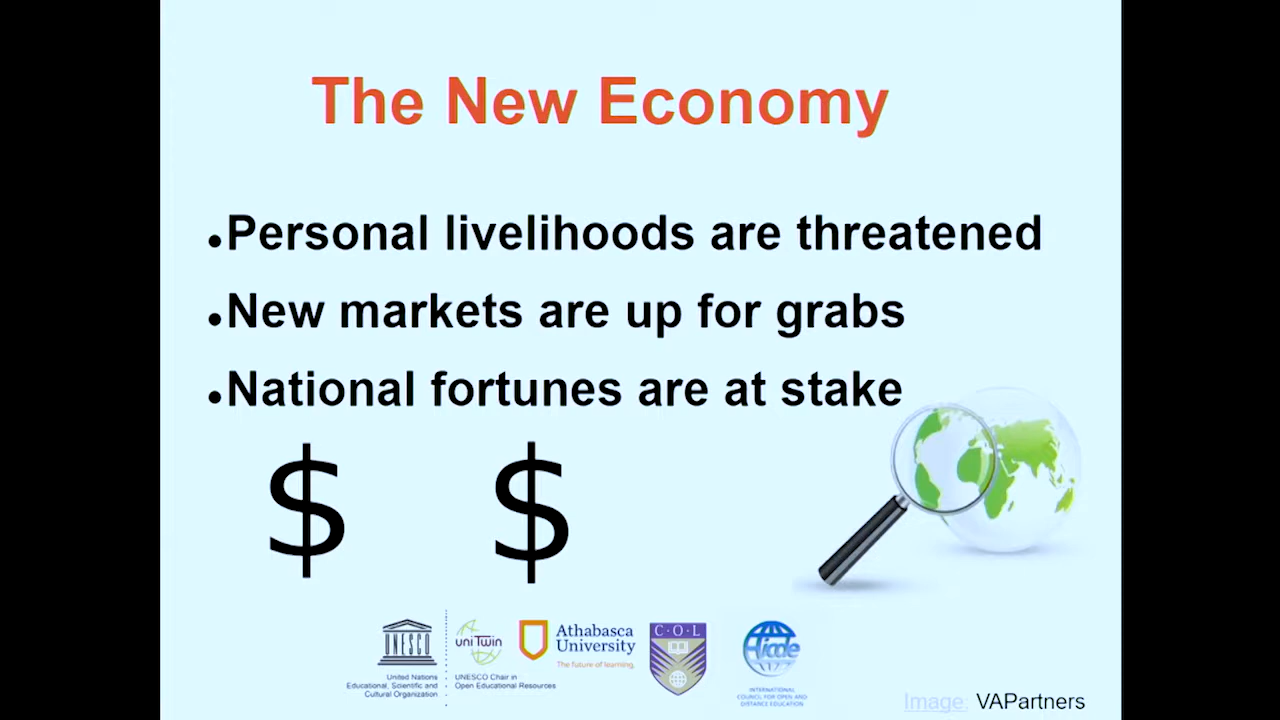 The New Economy
●Personal livelihoods are threatened
●New markets are up for grabs
●National fortunes are at stake
$ $
UNESCO
United Nations
Educational, Scientific and
Cultural Organization
uniTwin
UNESCO Chair in
Open Educational Resources
Athabasca
University
The future of learning.
C·O·L
icde
INTERNATIONAL
COUNCIL FOR OPEN AND
DISTANCE EDUCATION
Image: VAPartners